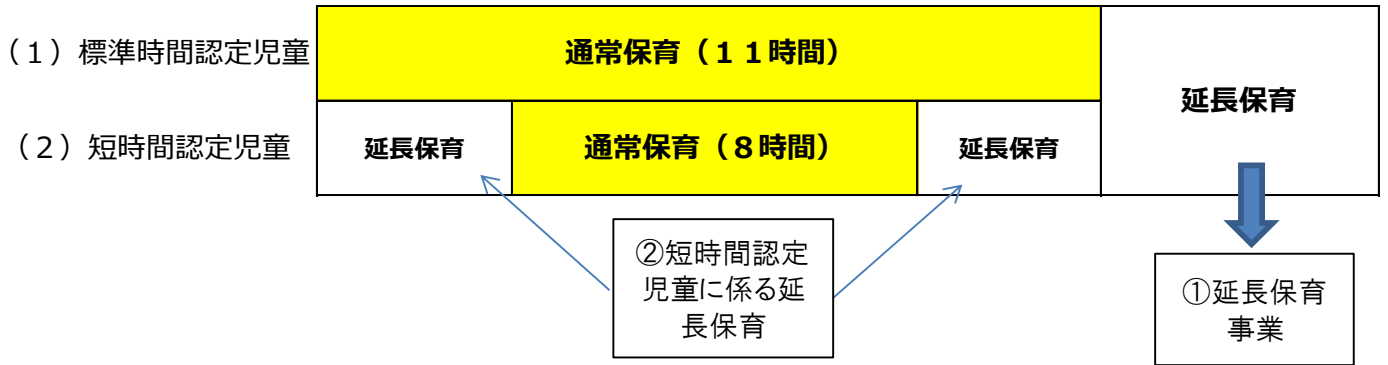 (1)標準時間認定児童
通常保育(11時間)
延長保育
(2)短時間認定児童
延長保育
通常保育(8時間)
延長保育
②短時間認定
児童に係る延
長保育
①延長保育
事業